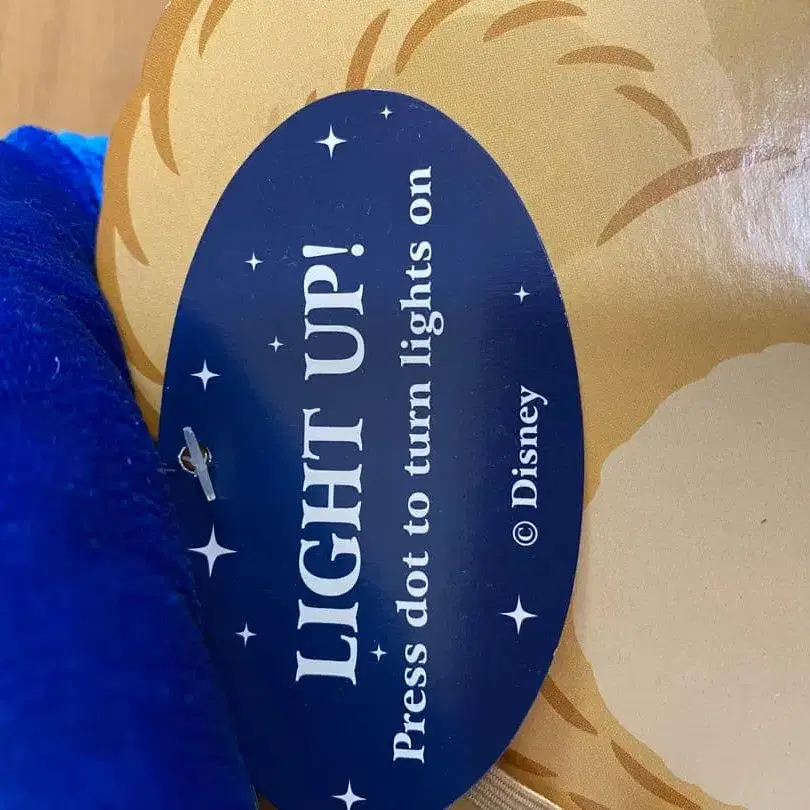 LIGHT UP!
Press dot to turn lights on
© Disney